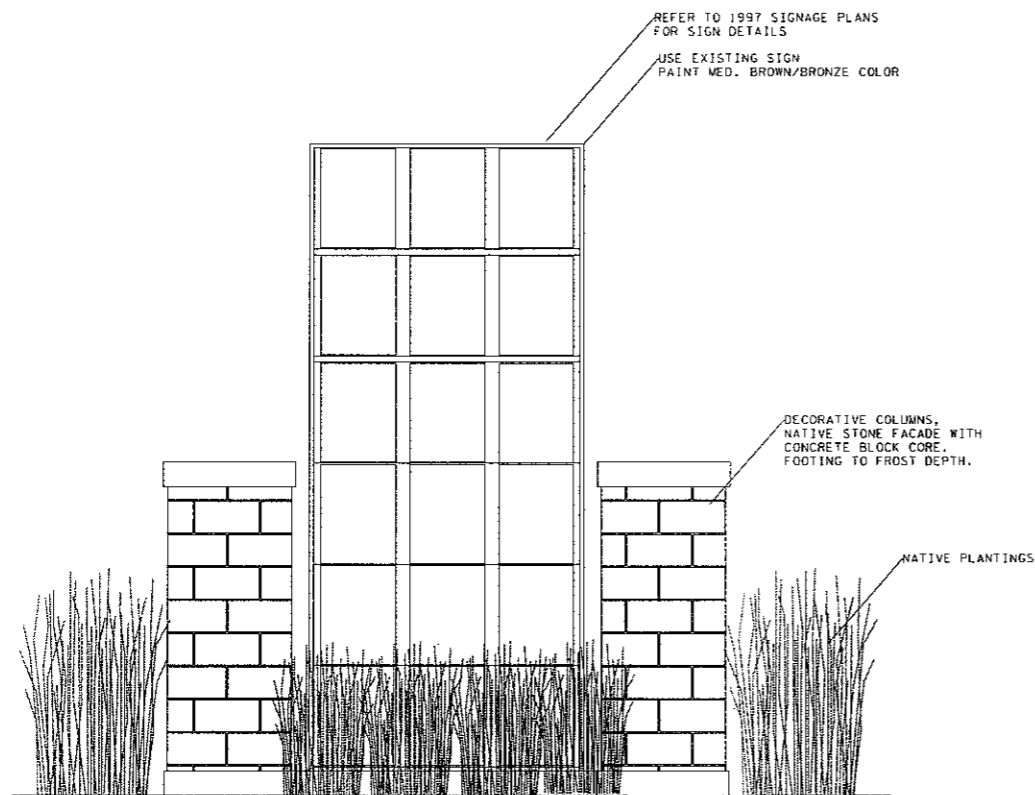 REFER TO 1997 SIGNAGE PLANS
FOR SIGN DETAILS
USE EXISTING SIGN
PAINT MED. BROWN/BRONZE COLOR
DECORATIVE COLUMNS,
NATIVE STONE FACADE WITH
CONCRETE BLOCK CORE.
FOOTING TO FROST DEPTH.
NATIVE PLANTINGS